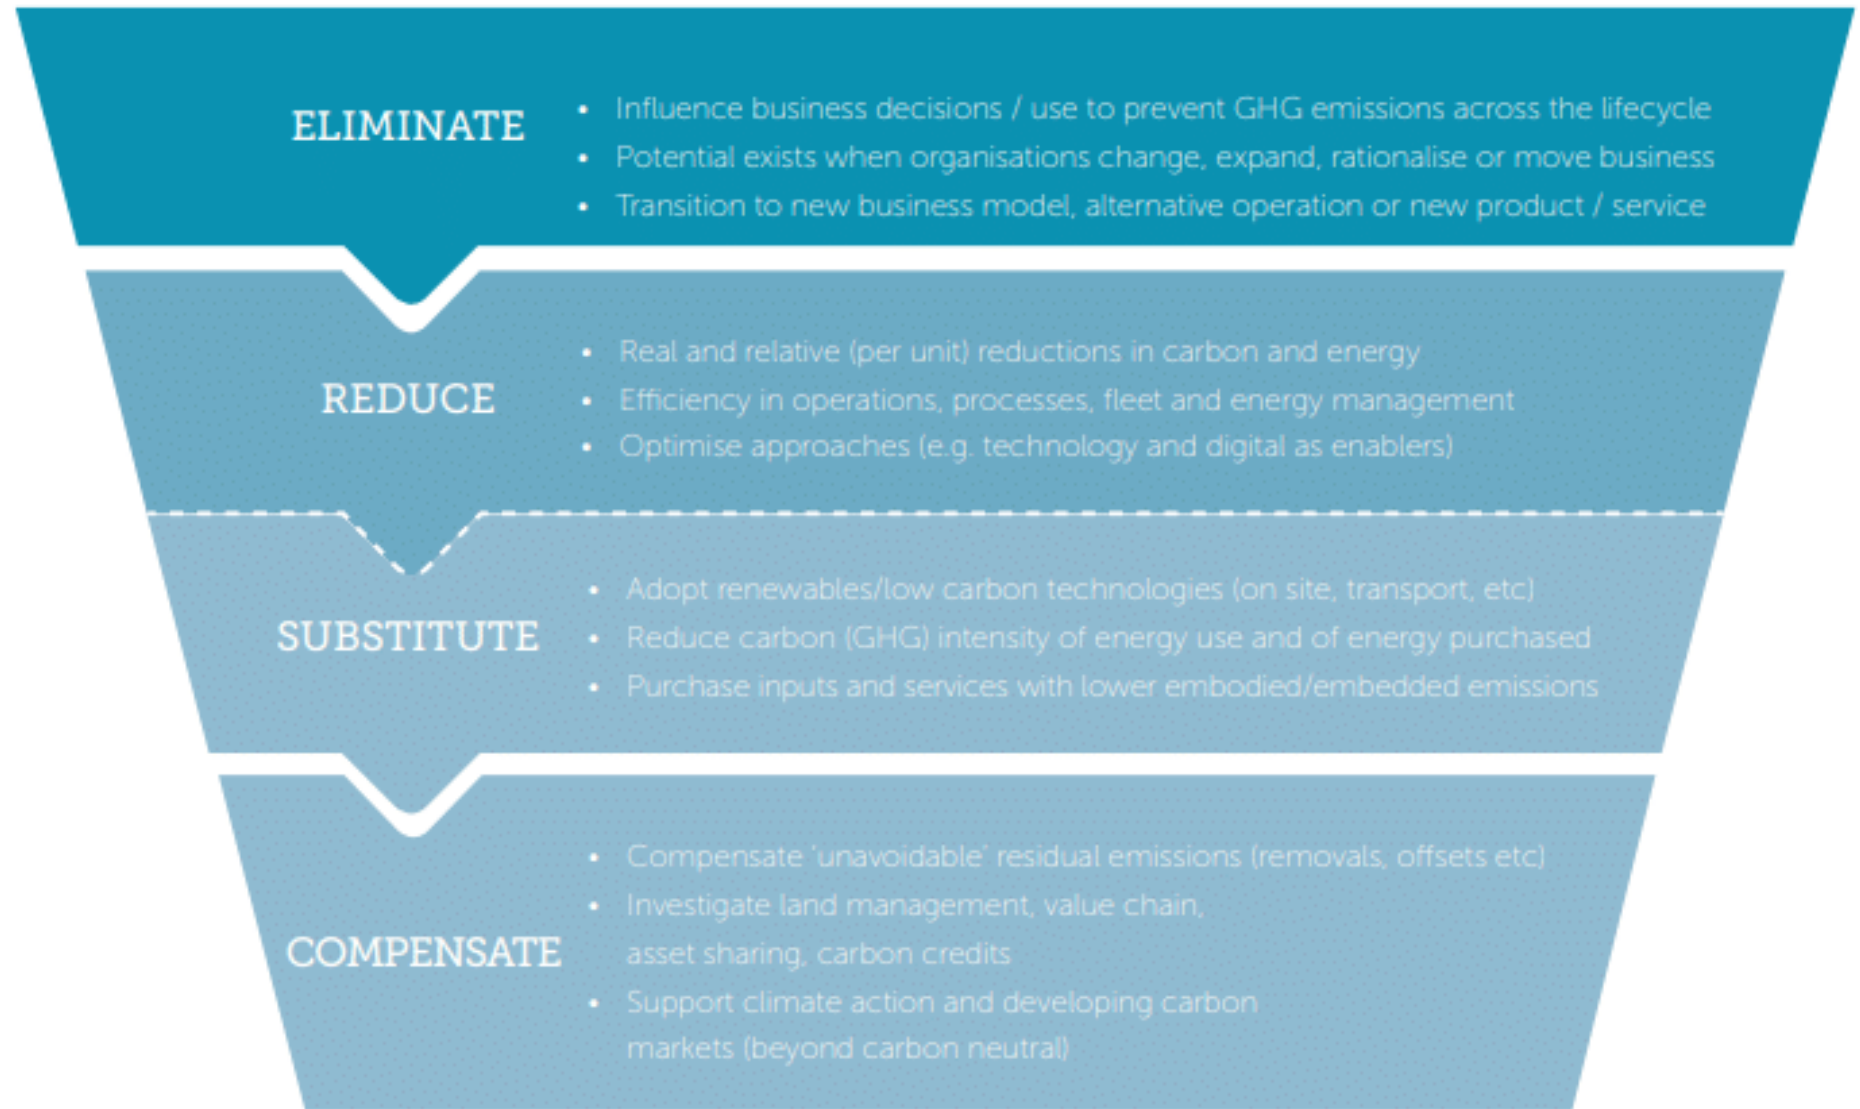 ELIMINATE
• Influence business decisions / use to prevent GHG emissions across the lifecycle
• Potential exists when organisations change, expand, rationalise or move business
• Transition to new business model, alternative operation or new product / service
REDUCE
• Real and relative (per unit) reductions in carbon and energy
• Efficiency in operations, processes, fleet and energy management
• Optimise approaches (e.g. technology and digital as enablers)
SUBSTITUTE
• Adopt renewables/low carbon technologies (on site, transport, etc)
• Reduce carbon (GHG) intensity of energy use and of energy purchased
• Purchase inputs and services with lower embodied/embedded emissions
COMPENSATE
• Compensate ‘unavoidable’ residual emissions (removals, offsets etc)
• Investigate land management, value chain,
asset sharing, carbon credits
• Support climate action and developing carbon
markets (beyond carbon neutral)